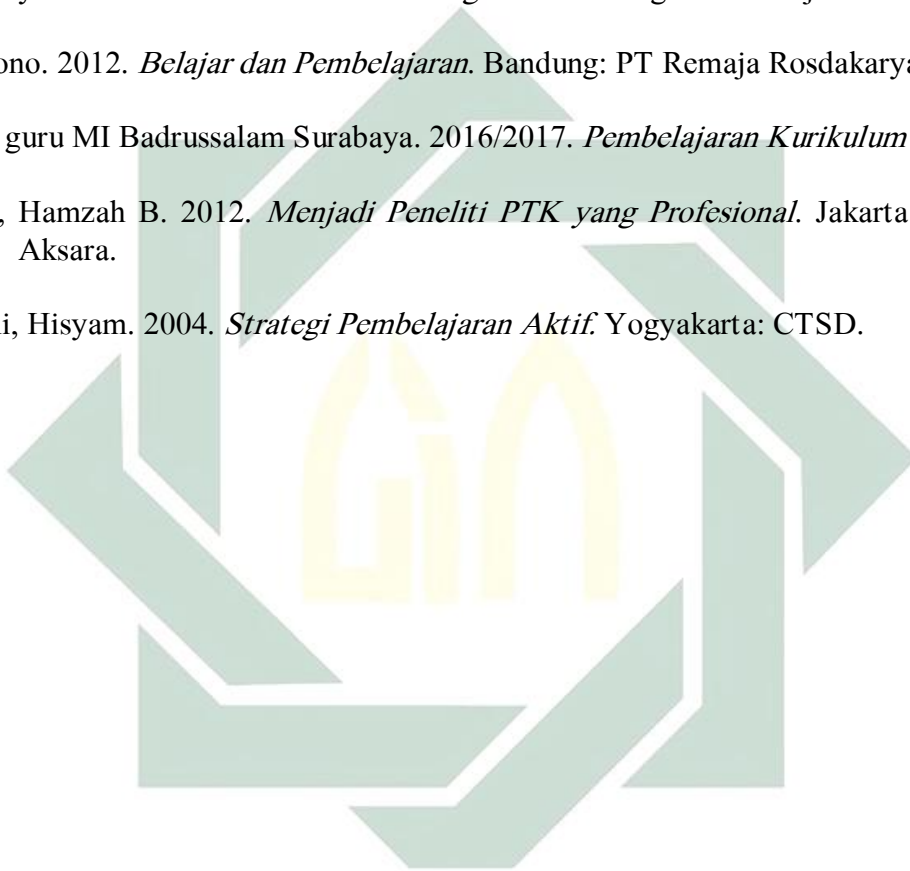 ono. 2012. Belajar dan Pembelajaran. Bandung: PT Remaja Rosdakarya
guru MI Badrussalam Surabaya. 2016/2017. Pembelajaran Kurikulum
, Hamzah B. 2012. Menjadi Peneliti PTK yang Profesional. Jakarta
Aksara.
i, Hisyam. 2004. Strategi Pembelajaran Aktif. Yogyakarta: CTSD.